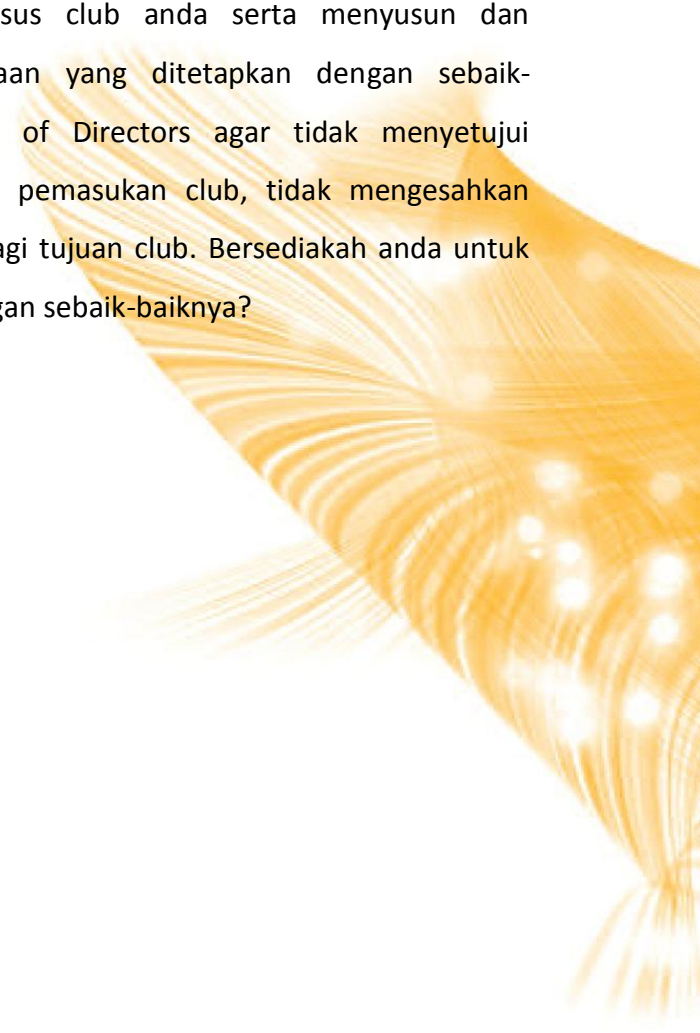 sus club anda serta menyusun dan
aan yang ditetapkan dengan sebaik-
of Directors agar tidak menyetujui
pemasukan club, tidak mengesahkan
agi tujuan club. Bersediakah anda untuk
gan sebaik-baiknya?